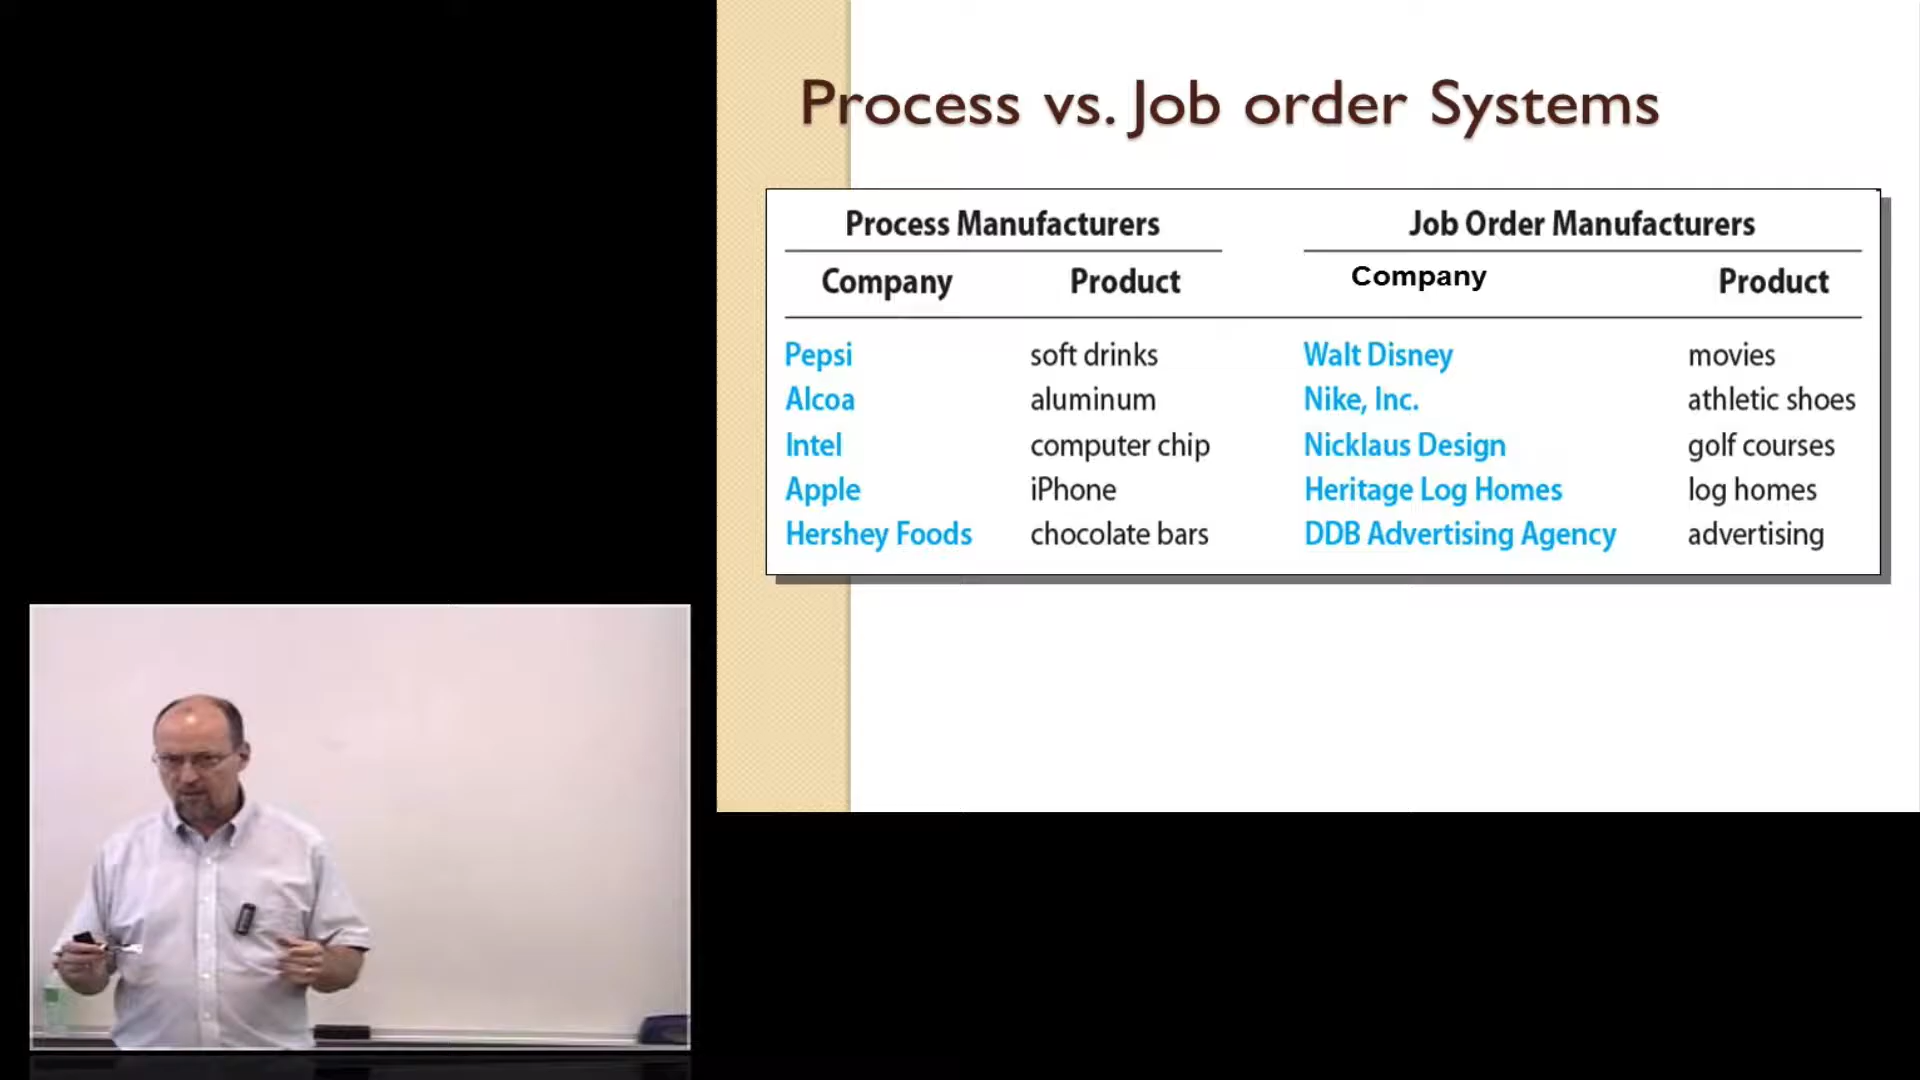 Process vs. Job order Systems
Process Manufacturers Job Order Manufacturers
Company Product Company Product
Pepsi soft drinks Walt Disney movies
Alcoa aluminum Nike, Inc. athletic shoes
Intel computer chip Nicklaus Design golf courses
Apple iPhone Heritage Log Homes log homes
Hershey Foods chocolate bars DDB Advertising Agency advertising